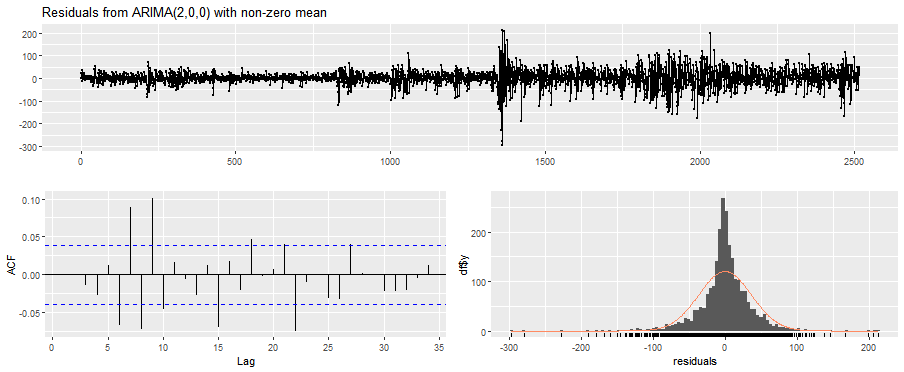 Residuals from ARIMA(2,0,0) with non-zero mean
200
100
0
-100
-200
-300
0 500 1000 1500 2000 2500
0.10
0.05
0.00
-0.05
ACF
0 5 10 15 20 25 30 35
Lag
200
100
0
df$y
-300 -200 -100 0 100 200
residuals